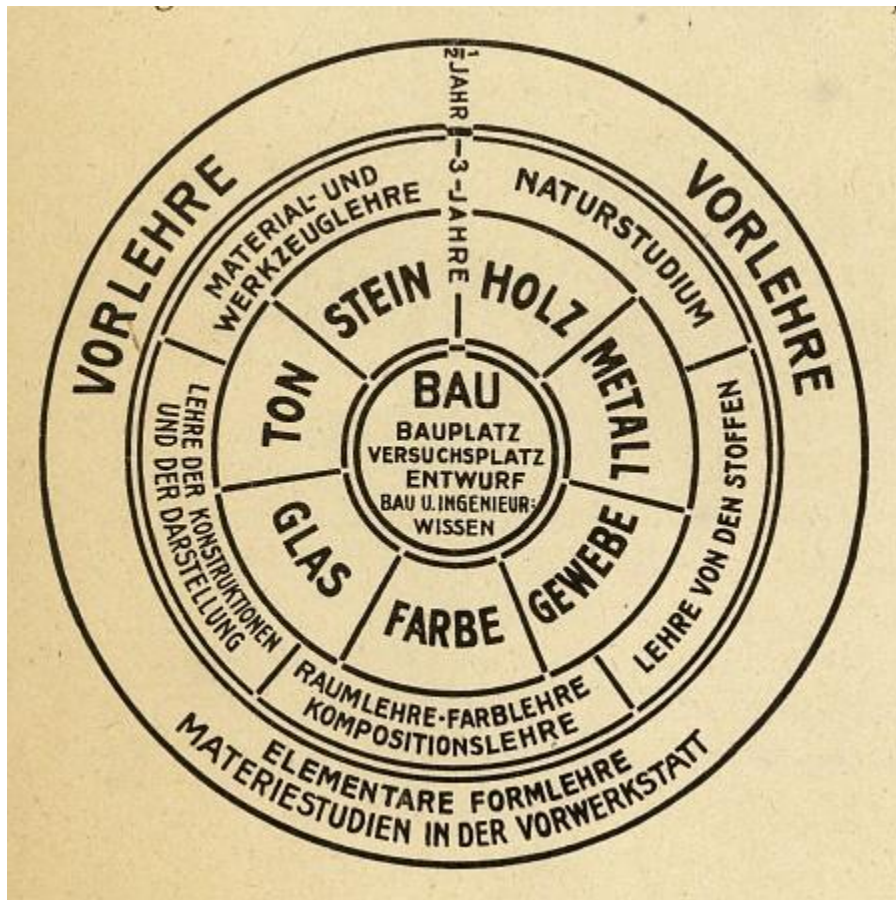 ½ JAHR
3 JAHRE
VORLEHRE
VORLEHRE
ELEMENTARE FORMLEHRE
MATERIESTUDIEN IN DER VORWERKSTATT
MATERIAL- UND
WERKZEUGLEHRE
NATURSTUDIUM
LEHRE VON DEN STOFFEN
RAUMLEHRE-FARBLEHRE
KOMPOSITIONSLEHRE
LEHRE DER KONSTRUKTIONEN
UND DER DARSTELLUNG
STEIN
HOLZ
METALL
GEWEBE
FARBE
GLAS
TON
BAU
BAUPLATZ
VERSUCHSPLATZ
ENTWURF
BAU U. INGENIEUR-
WISSEN